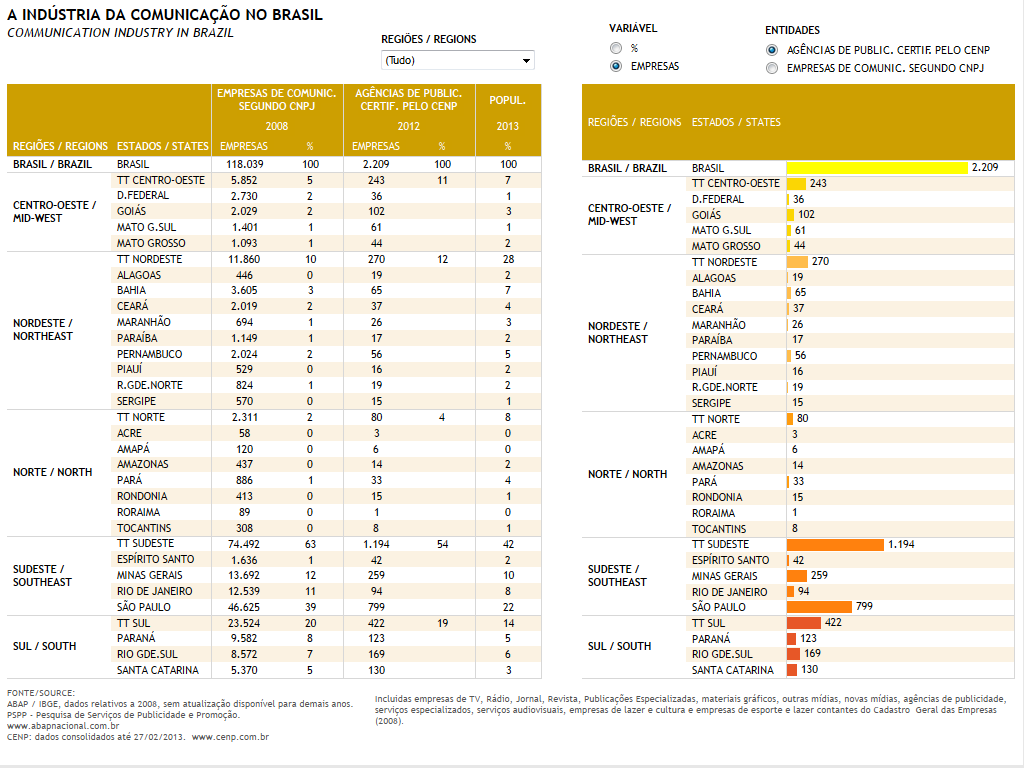 A INDÚSTRIA DA COMUNICAÇÃO NO BRASIL
COMMUNICATION INDUSTRY IN BRAZIL
REGIÕES / REGIONS
(Tudo)
VARIÁVEL
%
EMPRESAS
ENTIDADES
AGÊNCIAS DE PUBLIC. CERTIF. PELO CENP
EMPRESAS DE COMUNIC. SEGUNDO CNPJ
EMPRESAS DE COMUNIC. SEGUNDO CNPJ AGÊNCIAS DE PUBLIC. CERTIF. PELO CENP POPUL.
2008 2012 2013
REGIÕES / REGIONS ESTADOS / STATES EMPRESAS % EMPRESAS % %
BRASIL / BRAZIL BRASIL 118.039 100 2.209 100 100
CENTRO-OESTE / MID-WEST
TT CENTRO-OESTE 5.852 5 243 11 7
D.FEDERAL 2.730 2 36 1
GOIÁS 2.029 2 102 3
MATO G.SUL 1.401 1 61 1
MATO GROSSO 1.093 1 44 2
NORDESTE / NORTHEAST
TT NORDESTE 11.860 10 270 12 28
ALAGOAS 446 0 19 2
BAHIA 3.605 3 65 7
CEARÁ 2.019 2 37 4
MARANHÃO 694 1 26 3
PARAÍBA 1.149 1 17 2
PERNAMBUCO 2.024 2 56 5
PIAUÍ 529 0 16 2
R.GDE.NORTE 824 1 19 2
SERGIPE 570 0 15 1
NORTE / NORTH
TT NORTE 2.311 2 80 4 8
ACRE 58 0 3 0
AMAPÁ 120 0 6 0
AMAZONAS 437 0 14 2
PARÁ 886 1 33 4
RONDONIA 413 0 15 1
RORAIMA 89 0 1 0
TOCANTINS 308 0 8 1
SUDESTE / SOUTHEAST
TT SUDESTE 74.492 63 1.194 54 42
ESPÍRITO SANTO 1.636 1 42 2
MINAS GERAIS 13.692 12 259 10
RIO DE JANEIRO 12.539 11 94 8
SÃO PAULO 46.625 39 799 22
SUL / SOUTH
TT SUL 23.524 20 422 19 14
PARANÁ 9.582 8 123 5
RIO GDE.SUL 8.572 7 169 6
SANTA CATARINA 5.370 5 130 3
REGIÕES / REGIONS ESTADOS / STATES
BRASIL / BRAZIL BRASIL 2.209
CENTRO-OESTE / MID-WEST
TT CENTRO-OESTE 243
D.FEDERAL 36
GOIÁS 102
MATO G.SUL 61
MATO GROSSO 44
NORDESTE / NORTHEAST
TT NORDESTE 270
ALAGOAS 19
BAHIA 65
CEARÁ 37
MARANHÃO 26
PARAÍBA 17
PERNAMBUCO 56
PIAUÍ 16
R.GDE.NORTE 19
SERGIPE 15
NORTE / NORTH
TT NORTE 80
ACRE 3
AMAPÁ 6
AMAZONAS 14
PARÁ 33
RONDONIA 15
RORAIMA 1
TOCANTINS 8
SUDESTE / SOUTHEAST
TT SUDESTE 1.194
ESPÍRITO SANTO 42
MINAS GERAIS 259
RIO DE JANEIRO 94
SÃO PAULO 799
SUL / SOUTH
TT SUL 422
PARANÁ 123
RIO GDE.SUL 169
SANTA CATARINA 130
FONTE/SOURCE:
ABAP / IBGE, dados relativos a 2008, sem atualização disponível para demais anos.
PSPP - Pesquisa de Serviços de Publicidade e Promoção.
www.abapnacional.com.br
CENP: dados consolidados até 27/02/2013. www.cenp.com.br
Incluidas empresas de TV, Rádio, Jornal, Revista, Publicações Especializadas, materiais gráficos, outras mídias, novas mídias, agências de publicidade,
serviços especializados, serviços audiovisuais, empresas de lazer e cultura e empresas de esporte e lazer contantes do Cadastro Geral das Empresas
(2008).